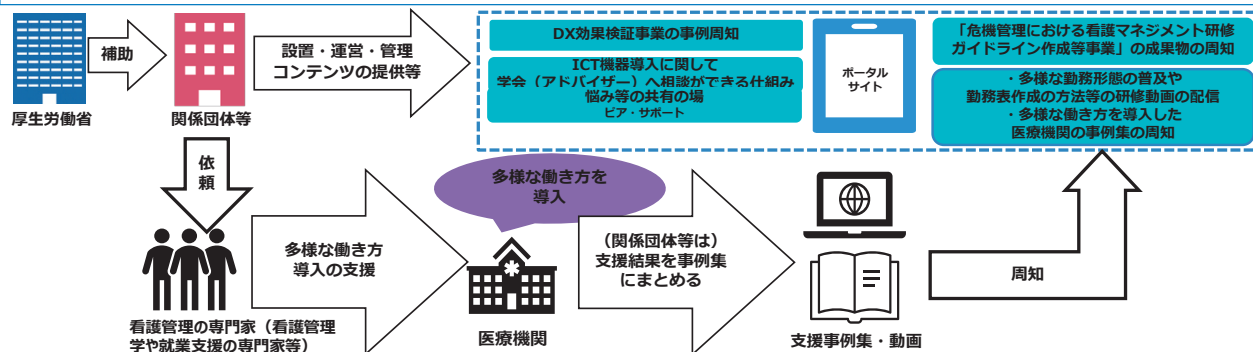 厚生労働省
補助
関係団体等
設置・運営・管理
コンテンツの提供等
DX効果検証事業の事例周知
ICT機器導入に関して
学会（アドバイザー）へ相談ができる仕組み
悩み等の共有の場
ピア・サポート
ポータル
サイト
「危機管理における看護マネジメント研修
ガイドライン作成等事業」の成果物の周知
・多様な勤務形態の普及や
勤務表作成の方法等の研修動画の配信
・多様な働き方を導入した
医療機関の事例集の周知
依
頼
看護管理の専門家（看護管理
学や就業支援の専門家等）
多様な働き方
導入の支援
多様な働き方を
導入
医療機関
（関係団体等は）
支援結果を事例集
にまとめる
支援事例集・動画
周知